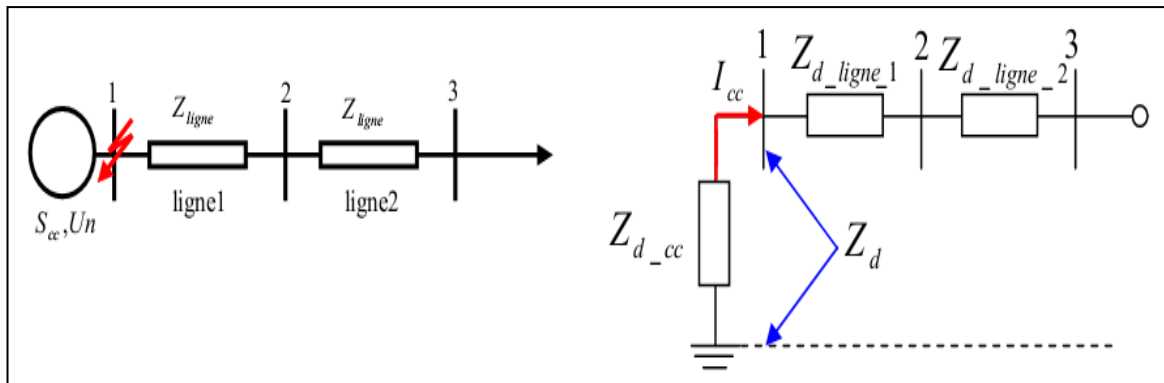 1
Z_ligne
2
Z_ligne
3
ligne1
ligne2
S_cc, Un
1
Z_d_ligne_1
2
Z_d_ligne_2
3
I_cc
Z_d_cc
Z_d